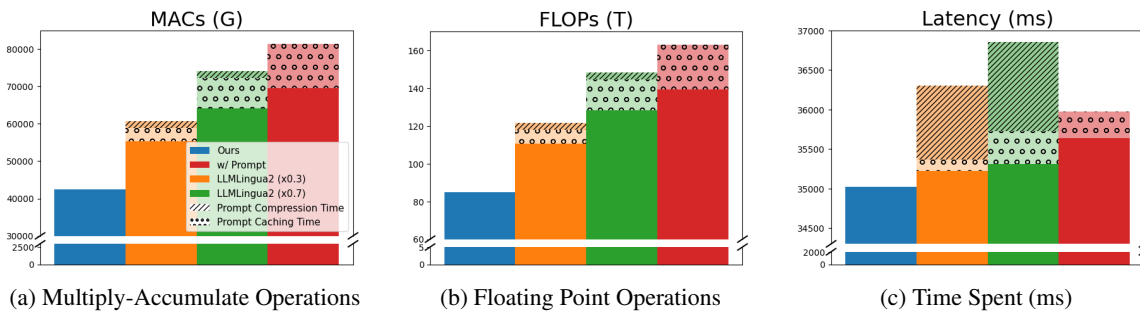 MACs (G)
80000
70000
60000
50000
40000
30000
2500
0
Ours
w/ Prompt
LLMLingua2 (x0.3)
LLMLingua2 (x0.7)
Prompt Compression Time
Prompt Caching Time
(a) Multiply-Accumulate Operations
FLOPs (T)
160
140
120
100
80
60
5
0
(b) Floating Point Operations
Latency (ms)
37000
36500
36000
35500
35000
34500
2000
0
(c) Time Spent (ms)